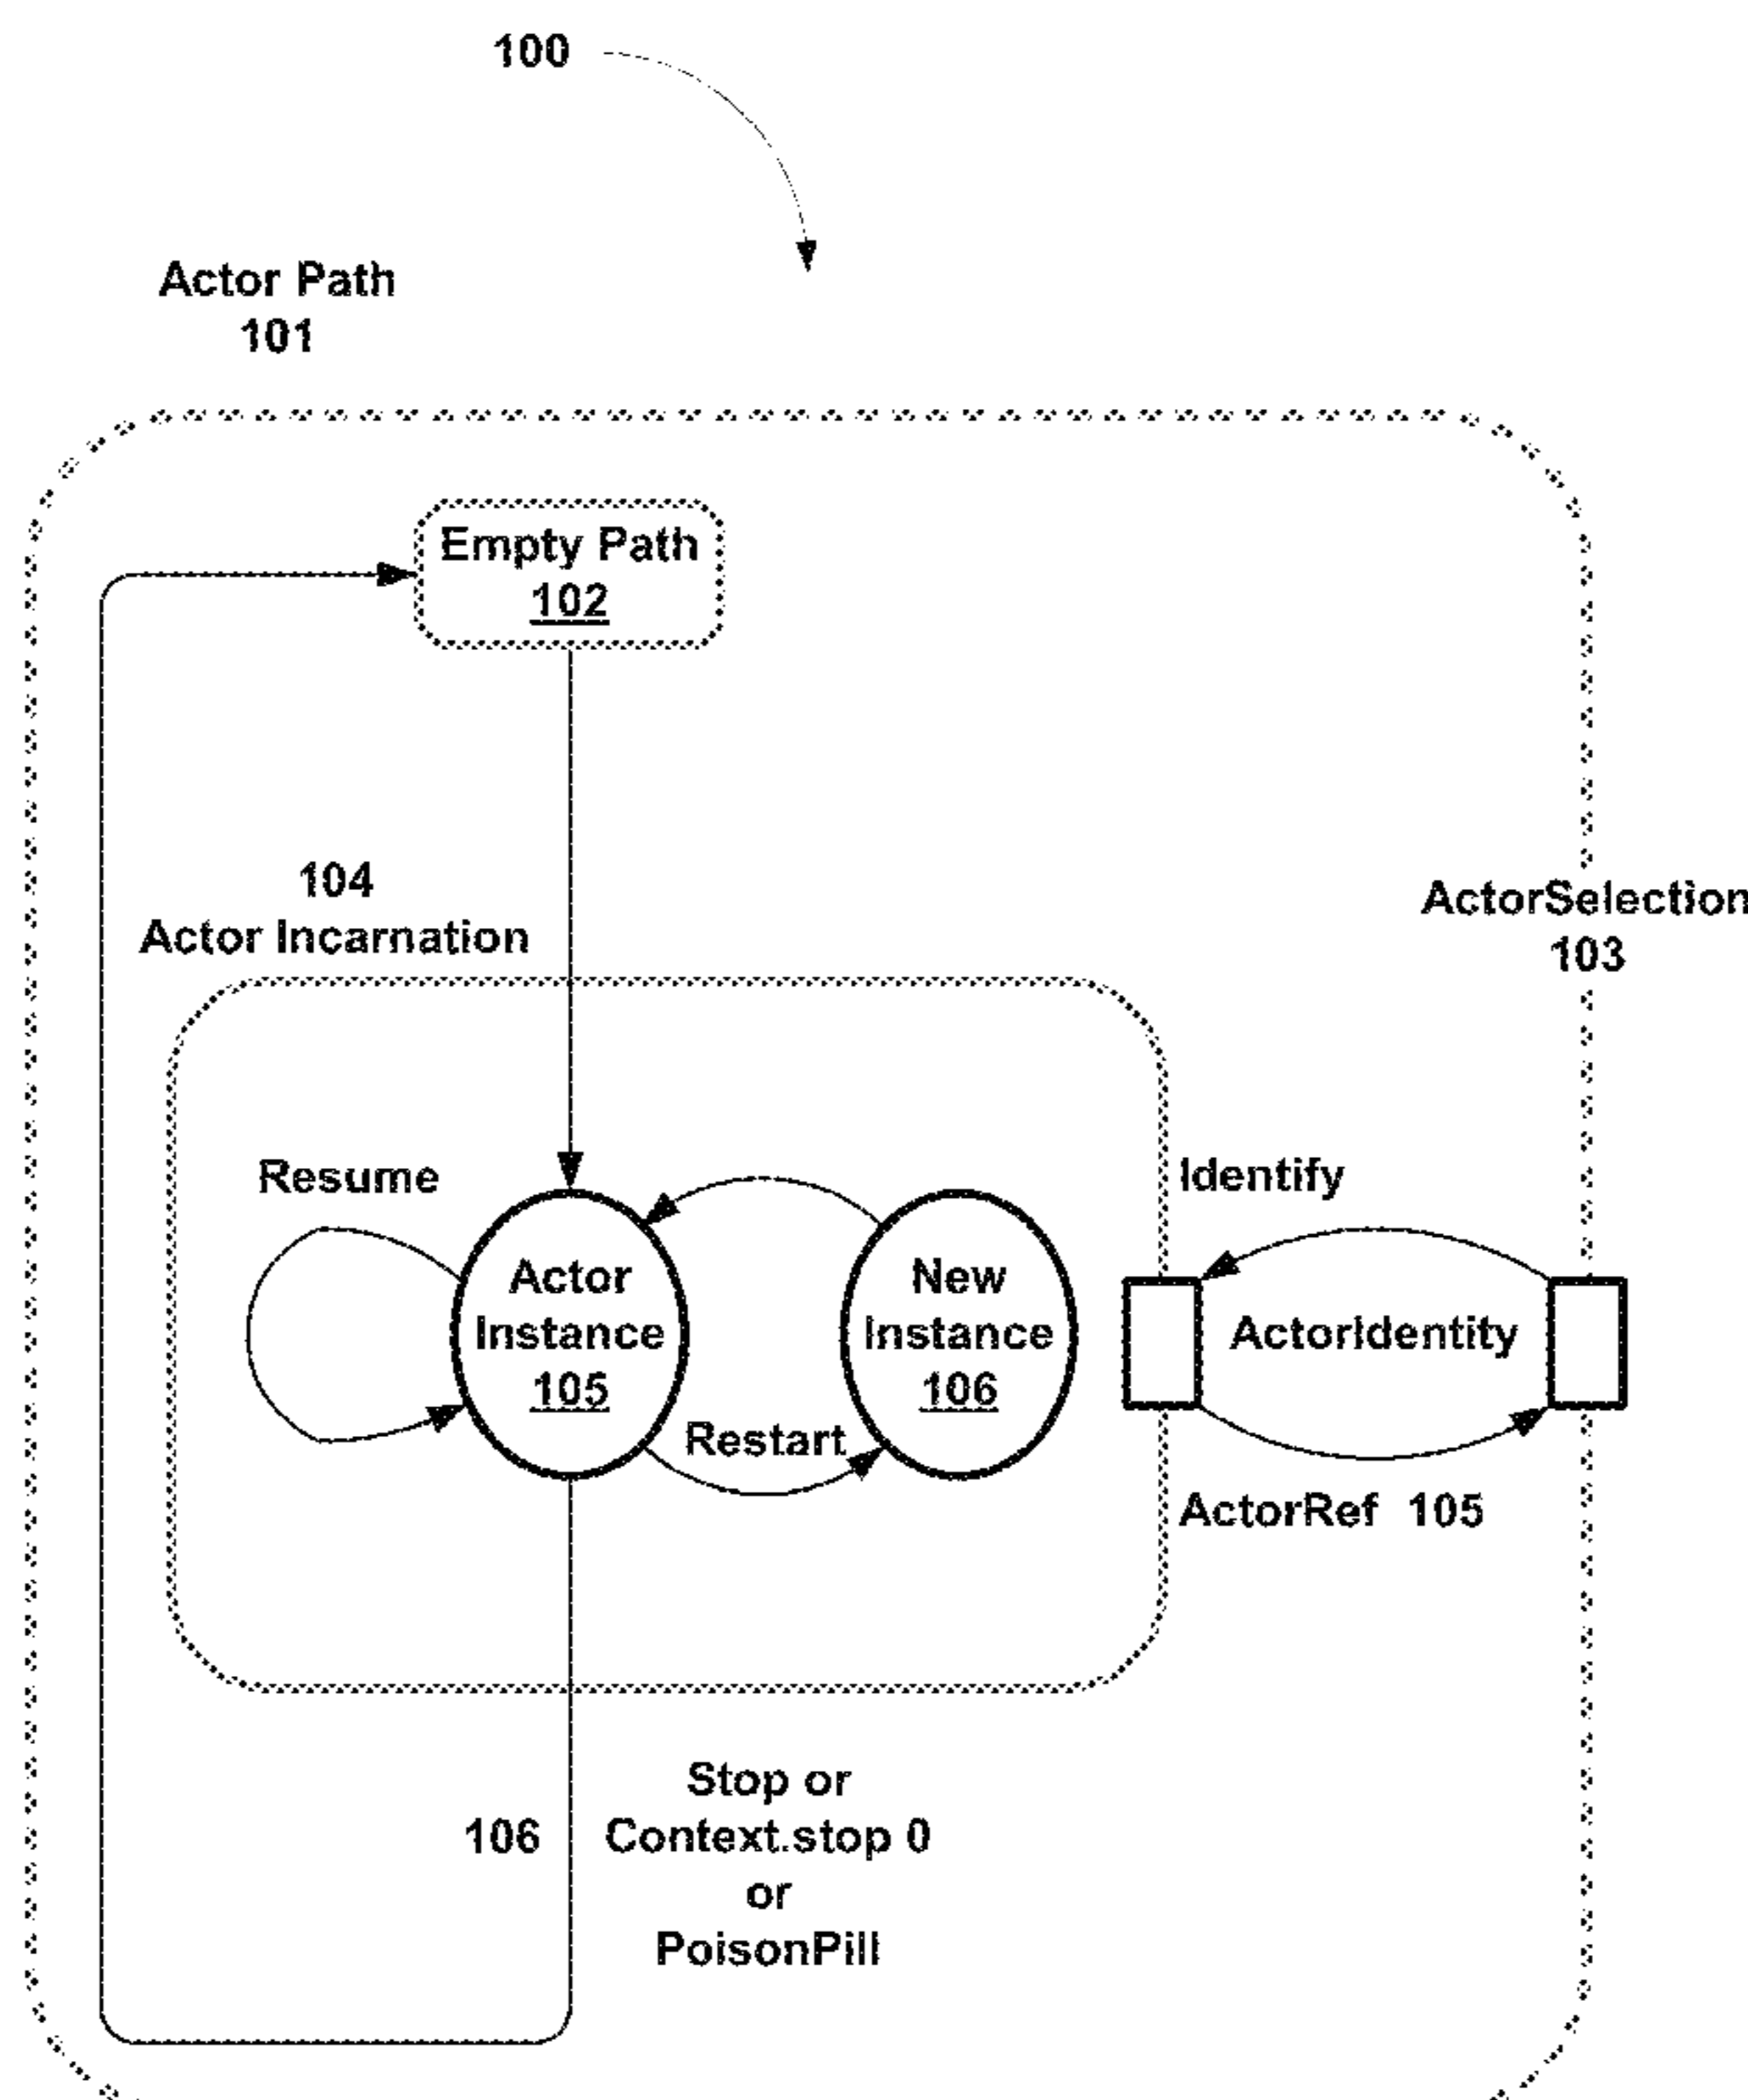 100
Actor Path
101
Empty Path
102
104
Actor Incarnation
ActorSelection
103
Resume
Identify
Actor
Instance
105
New
Instance
106
ActorIdentity
Restart
ActorRef 105
Stop or
106
Context.stop 0
or
PoisonPill